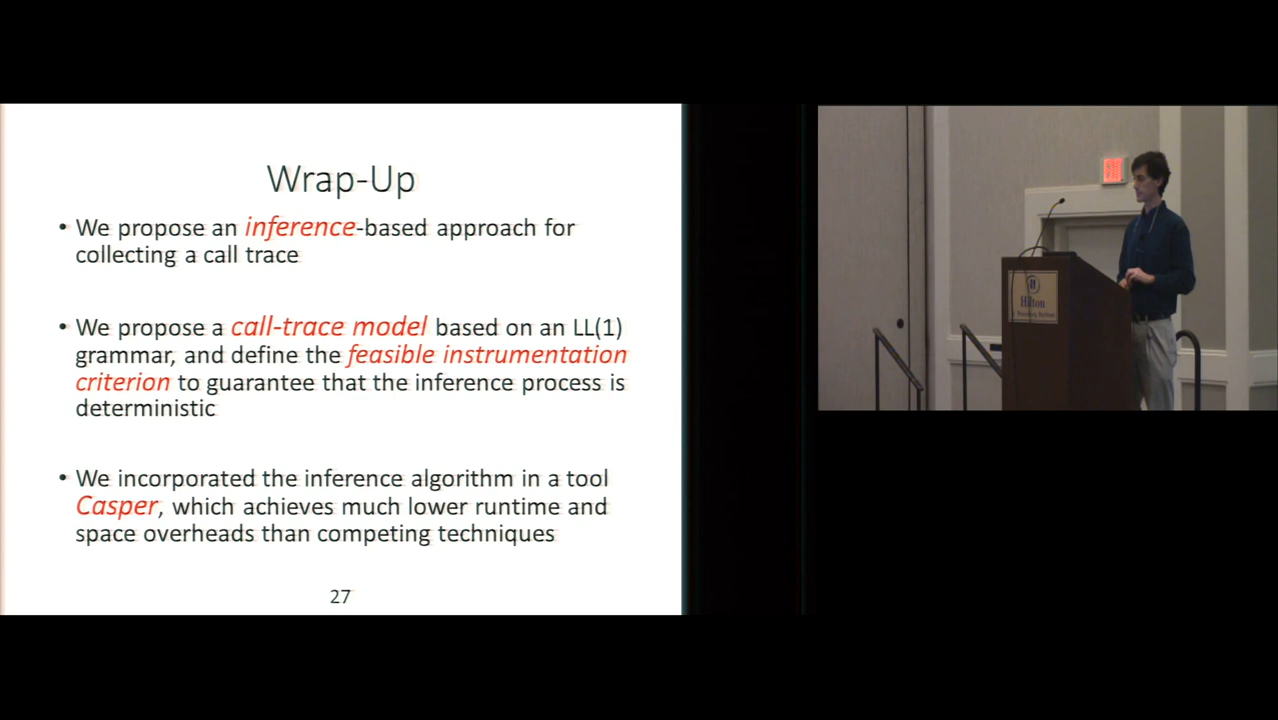 Wrap-Up
• We propose an inference-based approach for
collecting a call trace
• We propose a call-trace model based on an LL(1)
grammar, and define the feasible instrumentation
criterion to guarantee that the inference process is
deterministic
• We incorporated the inference algorithm in a tool
Casper, which achieves much lower runtime and
space overheads than competing techniques
27
Hilton